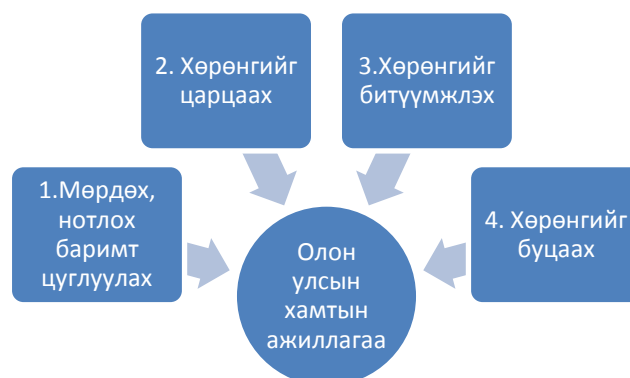 1.Мөрдөх,
нотлох
баримт
цуглуулах
2. Хөрөнгийг
царцаах
3.Хөрөнгийг
битүүмжлэх
4. Хөрөнгийг
буцаах
Олон
улсын
хамтын
ажиллагаа